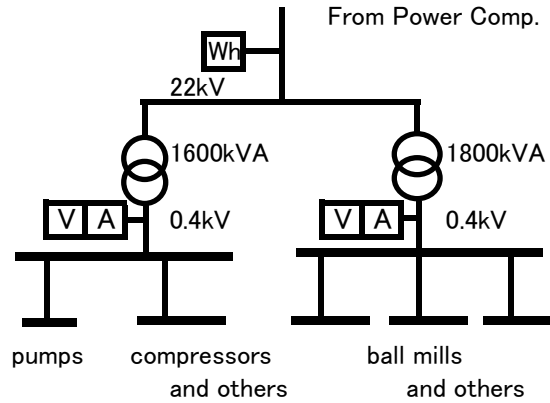 From Power Comp.
Wh
22kV
1600kVA
1800kVA
V A
0.4kV
V A
0.4kV
pumps
compressors
and others
ball mills
and others